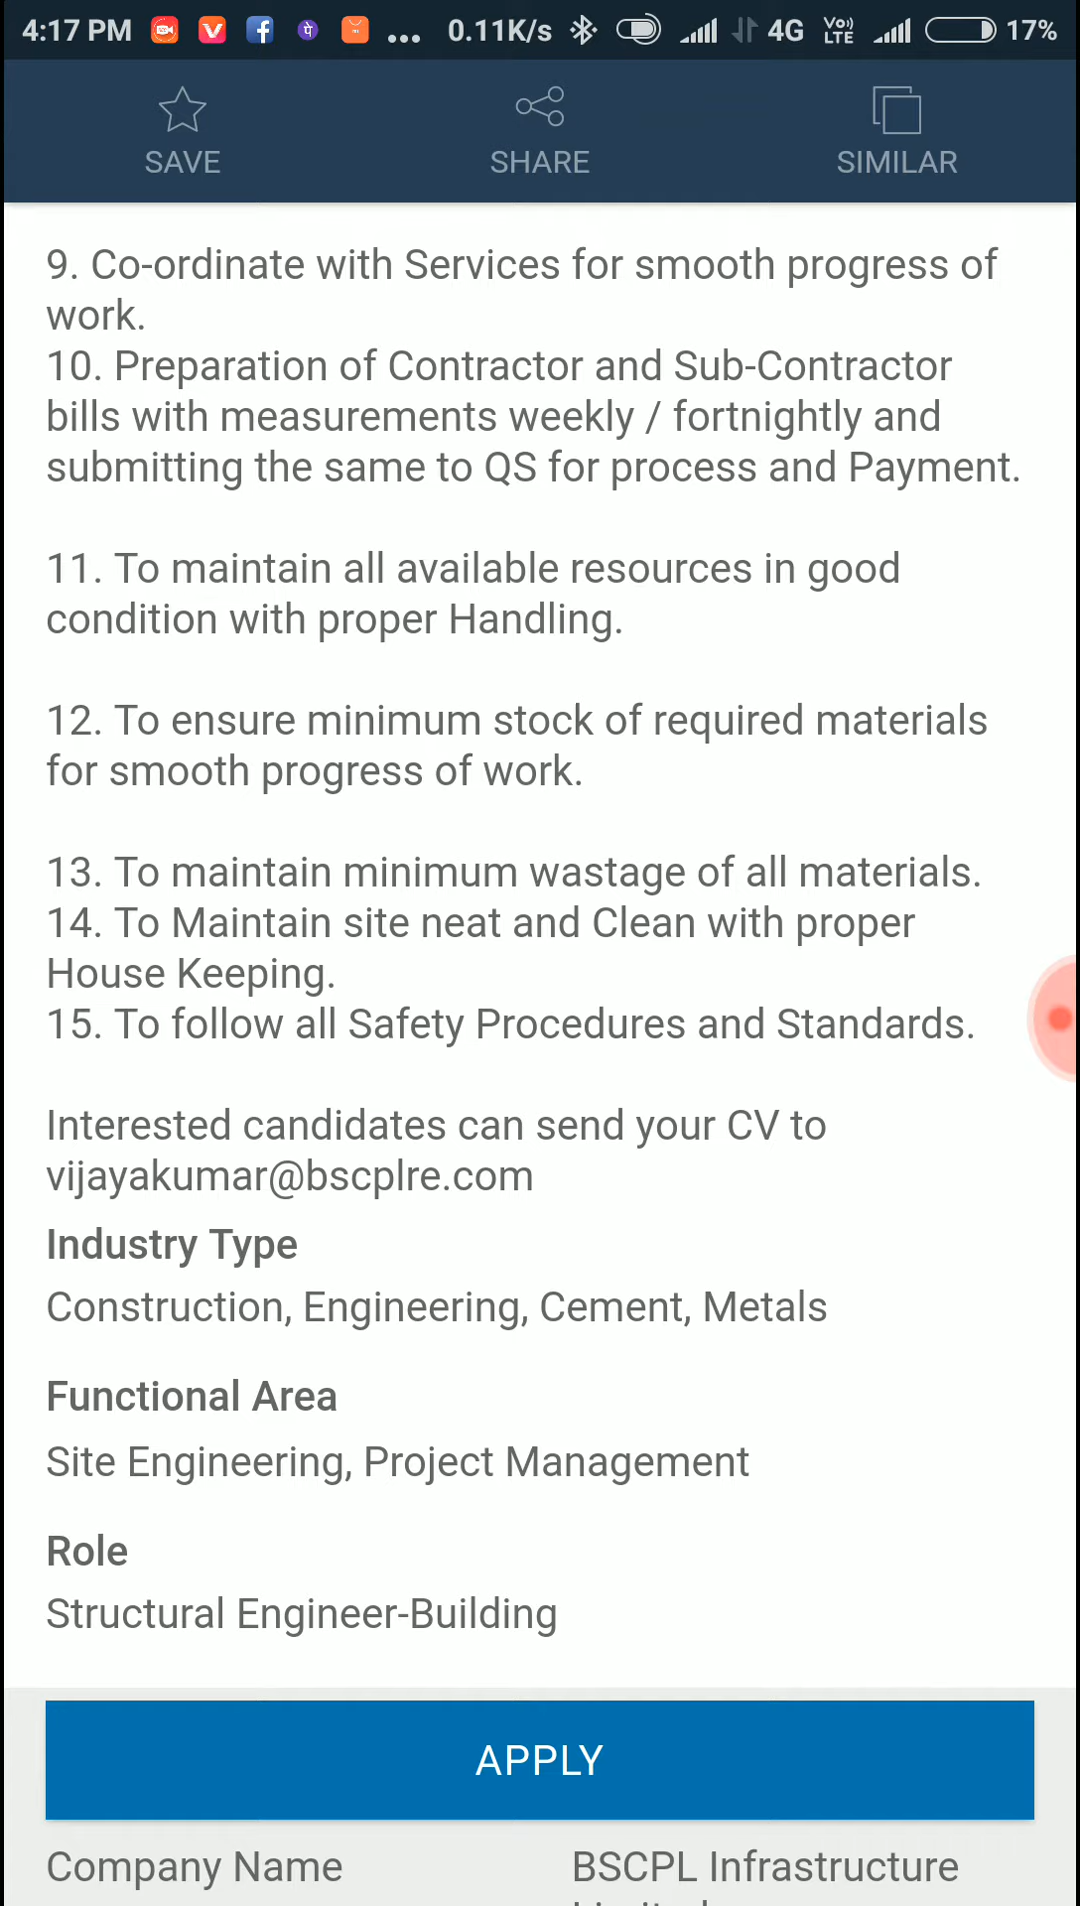 4:17 PM ... 0.11K/s 4G VoLTE 17%
SAVE SHARE SIMILAR
9. Co-ordinate with Services for smooth progress of
work.
10. Preparation of Contractor and Sub-Contractor
bills with measurements weekly / fortnightly and
submitting the same to QS for process and Payment.
11. To maintain all available resources in good
condition with proper Handling.
12. To ensure minimum stock of required materials
for smooth progress of work.
13. To maintain minimum wastage of all materials.
14. To Maintain site neat and Clean with proper
House Keeping.
15. To follow all Safety Procedures and Standards.
Interested candidates can send your CV to
vijayakumar@bscplre.com
Industry Type
Construction, Engineering, Cement, Metals
Functional Area
Site Engineering, Project Management
Role
Structural Engineer-Building
APPLY
Company Name BSCPL Infrastructure